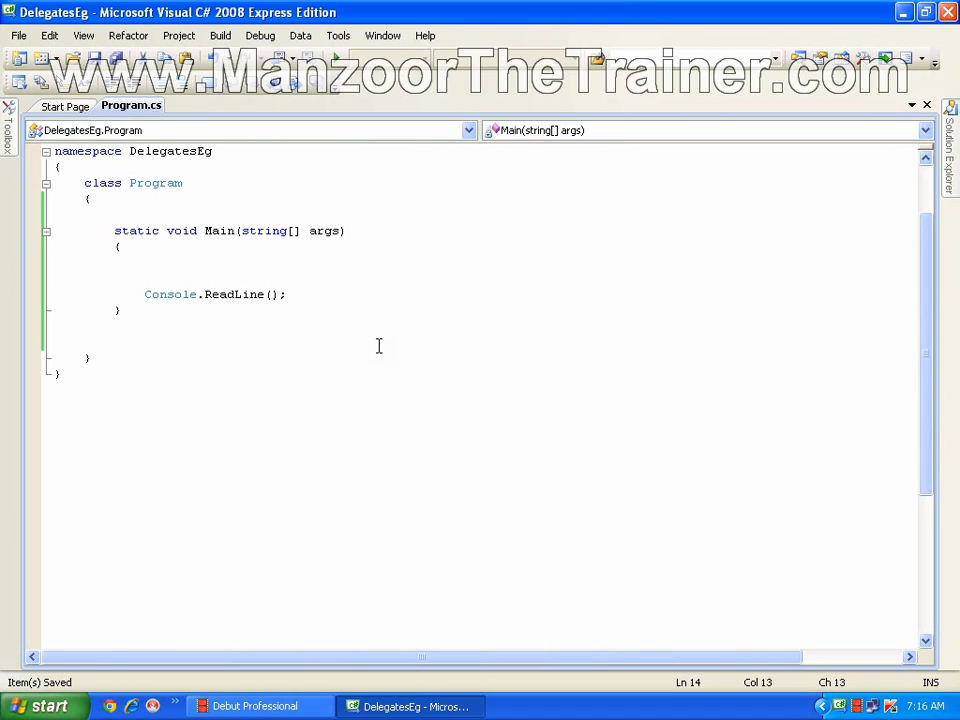 DelegatesEg - Microsoft Visual C# 2008 Express Edition
File Edit View Refactor Project Build Debug Data Tools Window Help
www.ManzoorTheTrainer.com
Start Page Program.cs
Toolbox
DelegatesEg.Program Main(string[] args)
Solution Explorer
namespace DelegatesEg
{
class Program
{
static void Main(string[] args)
{
Console.ReadLine();
}
}
}
Item(s) Saved Ln 14 Col 13 Ch 13 INS
start Debut Professional DelegatesEg - Micros... 7:16 AM